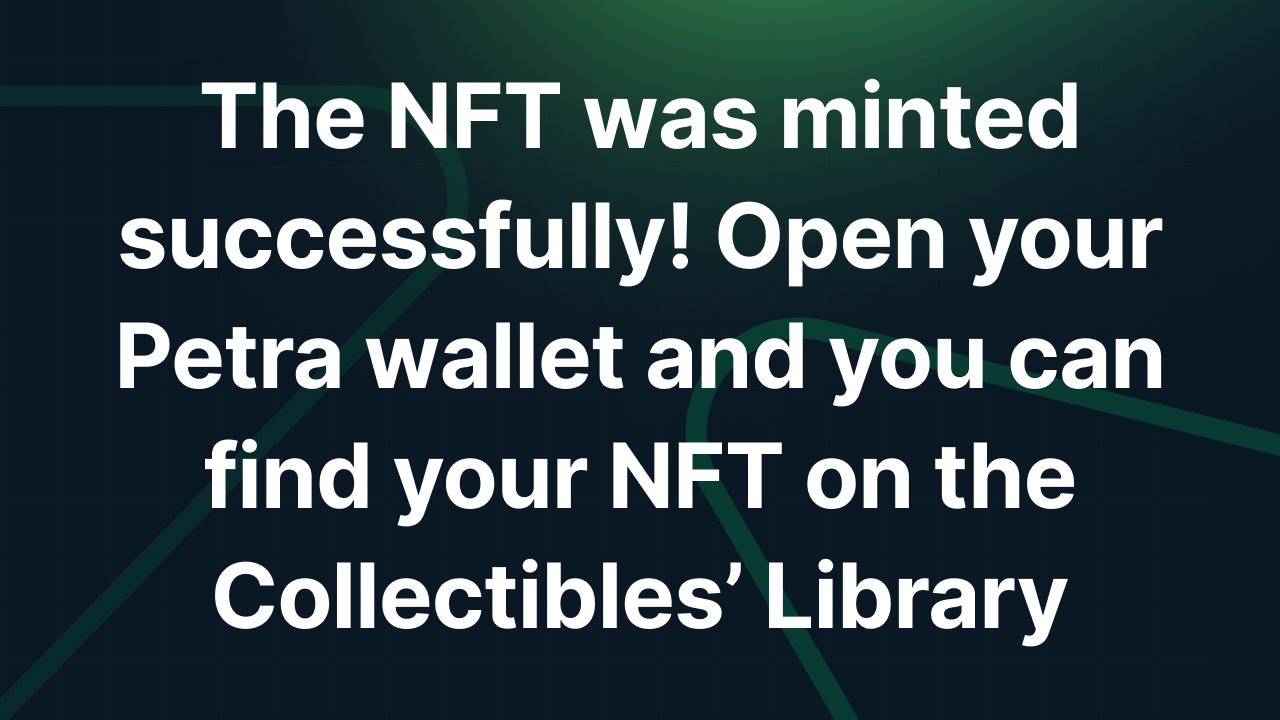 The NFT was minted
successfully! Open your
Petra wallet and you can
find your NFT on the
Collectibles’ Library